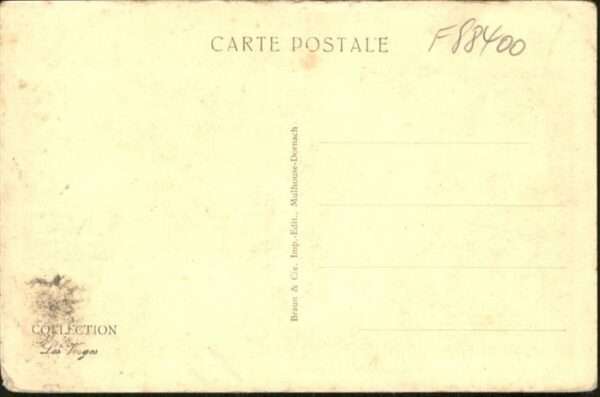 CARTE POSTALE
F88400
Braun & Cie, Imp.-Edit., Mulhouse-Dornach
COLLECTION
Les Vosges